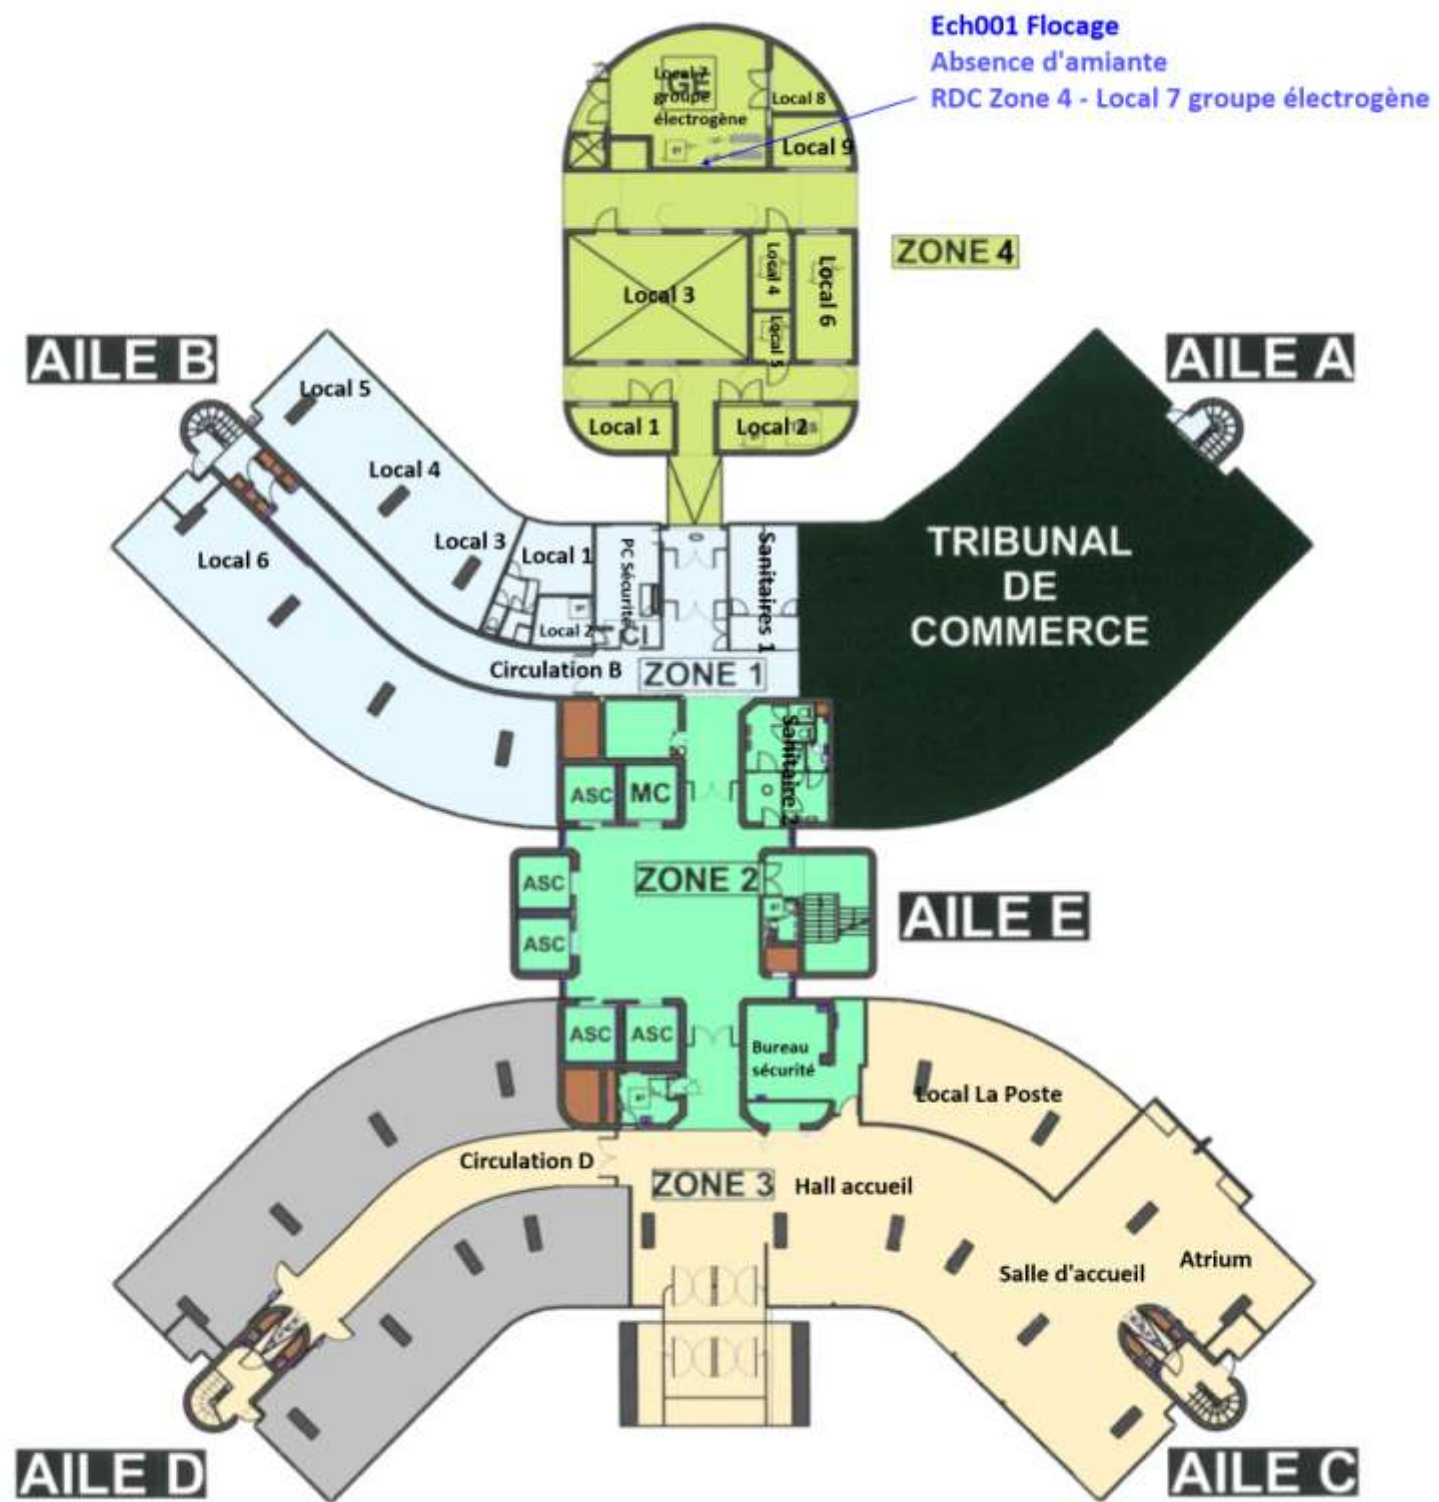 Ech001 Flocage
Absence d'amiante
RDC Zone 4 - Local 7 groupe électrogène
Local 7
GE
groupe
électrogène
Local 8
Local 9
ZONE 4
Local 3
Local 4
Local 5
Local 6
Local 1
Local 2
AILE B
AILE A
Local 5
Local 4
Local 3
Local 6
Local 1
Local 2
PC Sécurité
Sanitaires 1
Circulation B
ZONE 1
TRIBUNAL
DE
COMMERCE
Sanitaire 2
ASC
MC
ASC
ZONE 2
ASC
AILE E
ASC
ASC
Bureau
sécurité
Local La Poste
Circulation D
ZONE 3
Hall accueil
Salle d'accueil
Atrium
AILE D
AILE C